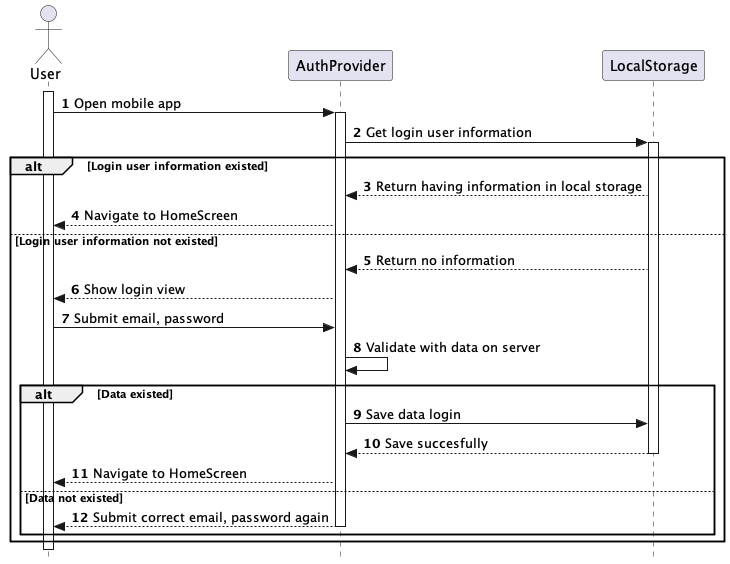 User
AuthProvider
LocalStorage
1 Open mobile app
2 Get login user information
alt [Login user information existed]
3 Return having information in local storage
4 Navigate to HomeScreen
[Login user information not existed]
5 Return no information
6 Show login view
7 Submit email, password
8 Validate with data on server
alt [Data existed]
9 Save data login
10 Save succesfully
11 Navigate to HomeScreen
[Data not existed]
12 Submit correct email, password again